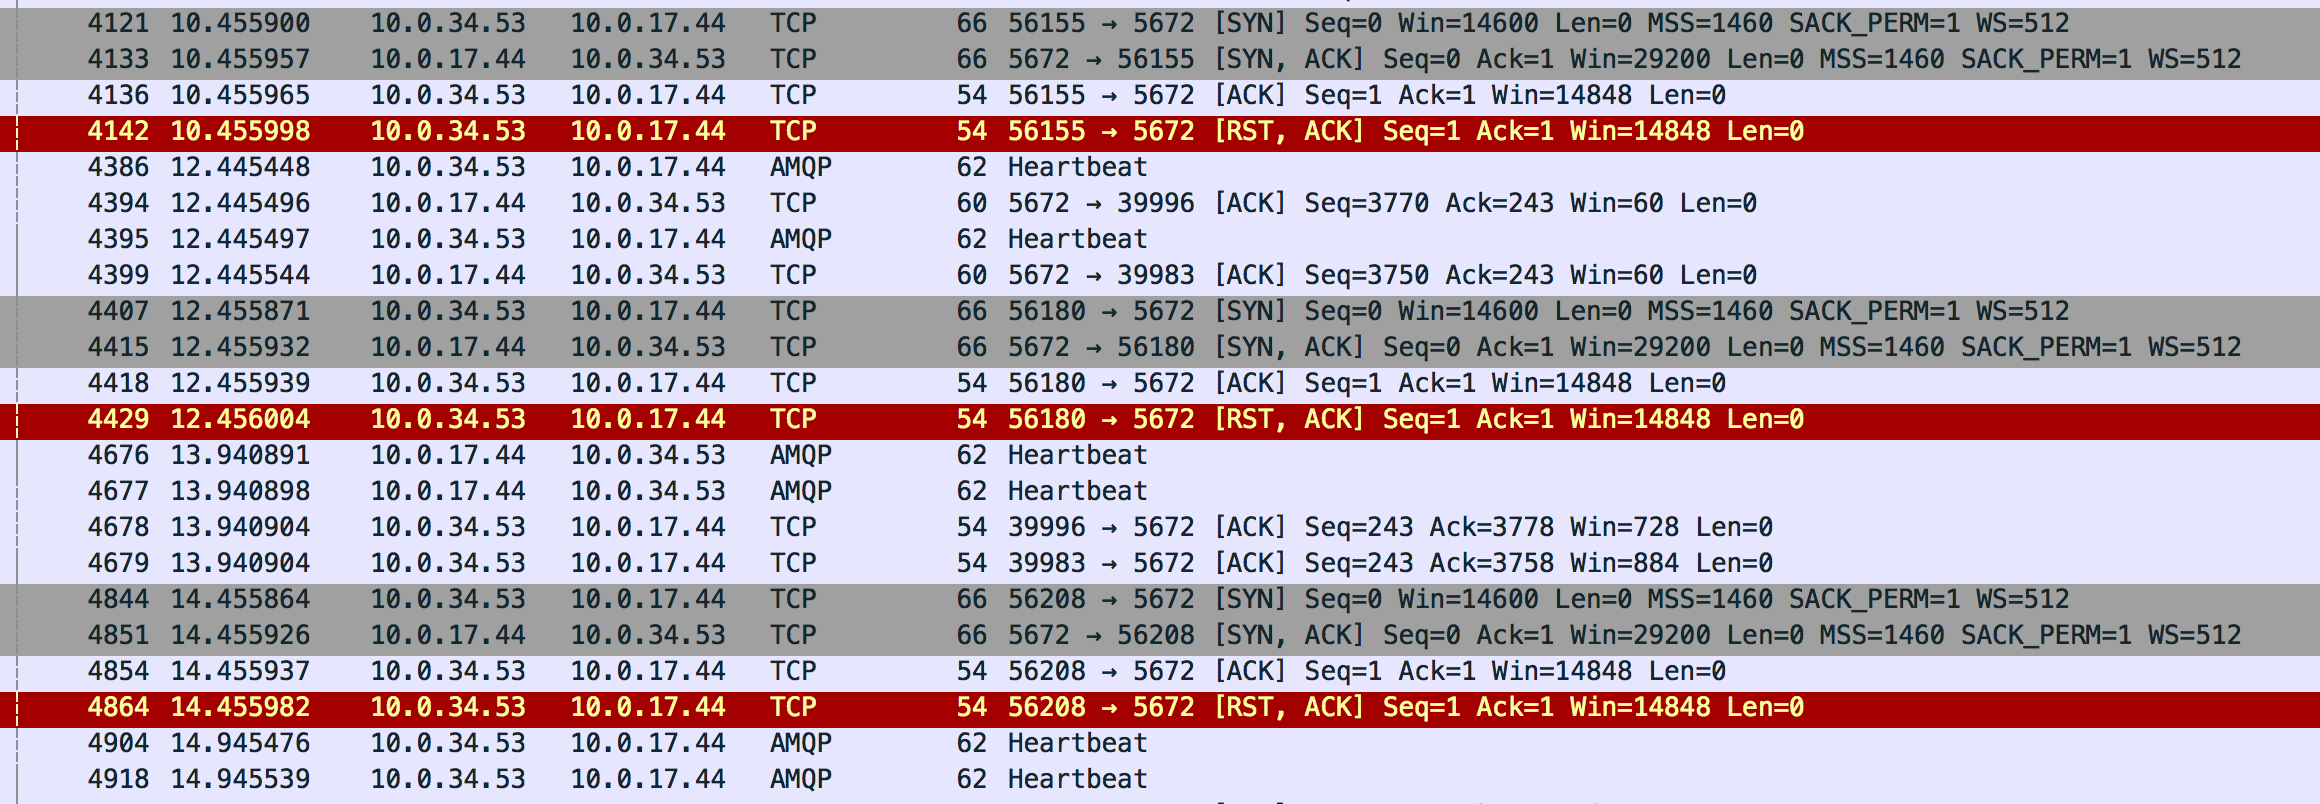 4121 10.455900 10.0.34.53 10.0.17.44 TCP 66 56155 → 5672 [SYN] Seq=0 Win=14600 Len=0 MSS=1460 SACK_PERM=1 WS=512
4133 10.455957 10.0.17.44 10.0.34.53 TCP 66 5672 → 56155 [SYN, ACK] Seq=0 Ack=1 Win=29200 Len=0 MSS=1460 SACK_PERM=1 WS=512
4136 10.455965 10.0.34.53 10.0.17.44 TCP 54 56155 → 5672 [ACK] Seq=1 Ack=1 Win=14848 Len=0
4142 10.455998 10.0.34.53 10.0.17.44 TCP 54 56155 → 5672 [RST, ACK] Seq=1 Ack=1 Win=14848 Len=0
4386 12.445448 10.0.34.53 10.0.17.44 AMQP 62 Heartbeat
4394 12.445496 10.0.17.44 10.0.34.53 TCP 60 5672 → 39996 [ACK] Seq=3770 Ack=243 Win=60 Len=0
4395 12.445497 10.0.34.53 10.0.17.44 AMQP 62 Heartbeat
4399 12.445544 10.0.17.44 10.0.34.53 TCP 60 5672 → 39983 [ACK] Seq=3750 Ack=243 Win=60 Len=0
4407 12.455871 10.0.34.53 10.0.17.44 TCP 66 56180 → 5672 [SYN] Seq=0 Win=14600 Len=0 MSS=1460 SACK_PERM=1 WS=512
4415 12.455932 10.0.17.44 10.0.34.53 TCP 66 5672 → 56180 [SYN, ACK] Seq=0 Ack=1 Win=29200 Len=0 MSS=1460 SACK_PERM=1 WS=512
4418 12.455939 10.0.34.53 10.0.17.44 TCP 54 56180 → 5672 [ACK] Seq=1 Ack=1 Win=14848 Len=0
4429 12.456004 10.0.34.53 10.0.17.44 TCP 54 56180 → 5672 [RST, ACK] Seq=1 Ack=1 Win=14848 Len=0
4676 13.940891 10.0.17.44 10.0.34.53 AMQP 62 Heartbeat
4677 13.940898 10.0.17.44 10.0.34.53 AMQP 62 Heartbeat
4678 13.940904 10.0.34.53 10.0.17.44 TCP 54 39996 → 5672 [ACK] Seq=243 Ack=3778 Win=728 Len=0
4679 13.940904 10.0.34.53 10.0.17.44 TCP 54 39983 → 5672 [ACK] Seq=243 Ack=3758 Win=884 Len=0
4844 14.455864 10.0.34.53 10.0.17.44 TCP 66 56208 → 5672 [SYN] Seq=0 Win=14600 Len=0 MSS=1460 SACK_PERM=1 WS=512
4851 14.455926 10.0.17.44 10.0.34.53 TCP 66 5672 → 56208 [SYN, ACK] Seq=0 Ack=1 Win=29200 Len=0 MSS=1460 SACK_PERM=1 WS=512
4854 14.455937 10.0.34.53 10.0.17.44 TCP 54 56208 → 5672 [ACK] Seq=1 Ack=1 Win=14848 Len=0
4864 14.455982 10.0.34.53 10.0.17.44 TCP 54 56208 → 5672 [RST, ACK] Seq=1 Ack=1 Win=14848 Len=0
4904 14.945476 10.0.34.53 10.0.17.44 AMQP 62 Heartbeat
4918 14.945539 10.0.34.53 10.0.17.44 AMQP 62 Heartbeat